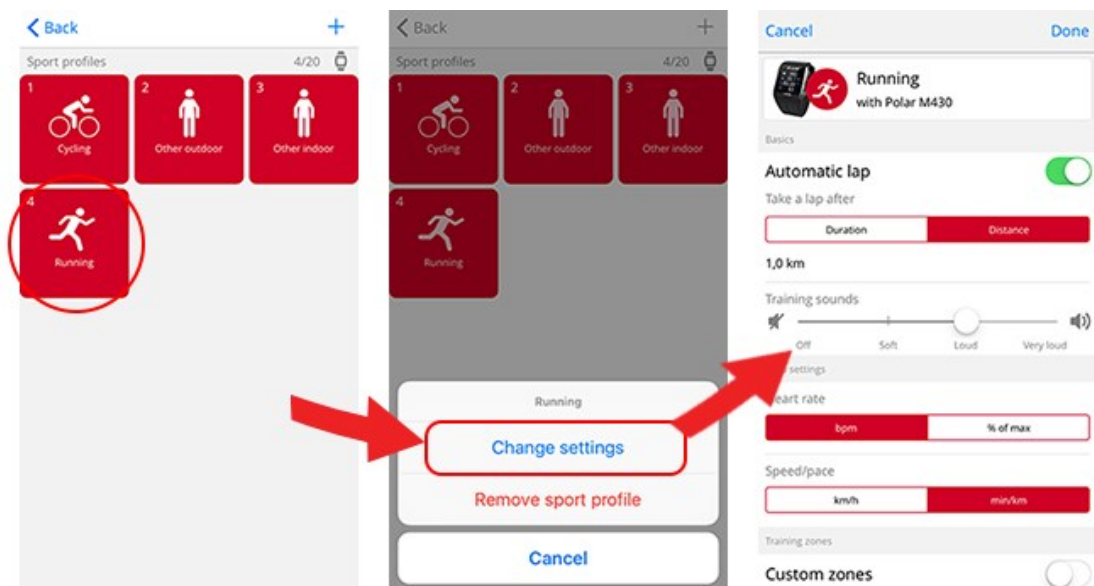 Back
Sport profiles 4/20
1 2 3
Cycling Other outdoor Other indoor
4
Running
Back
Sport profiles 4/20
1 2 3
Cycling Other outdoor Other indoor
4
Running
Running
Change settings
Remove sport profile
Cancel
Cancel Done
Running
with Polar M430
Basics
Automatic lap
Take a lap after
Duration Distance
1,0 km
Training sounds
Off Soft Loud Very loud
settings
eart rate
bpm % of max
Speed/pace
km/h min/km
Training zones
Custom zones